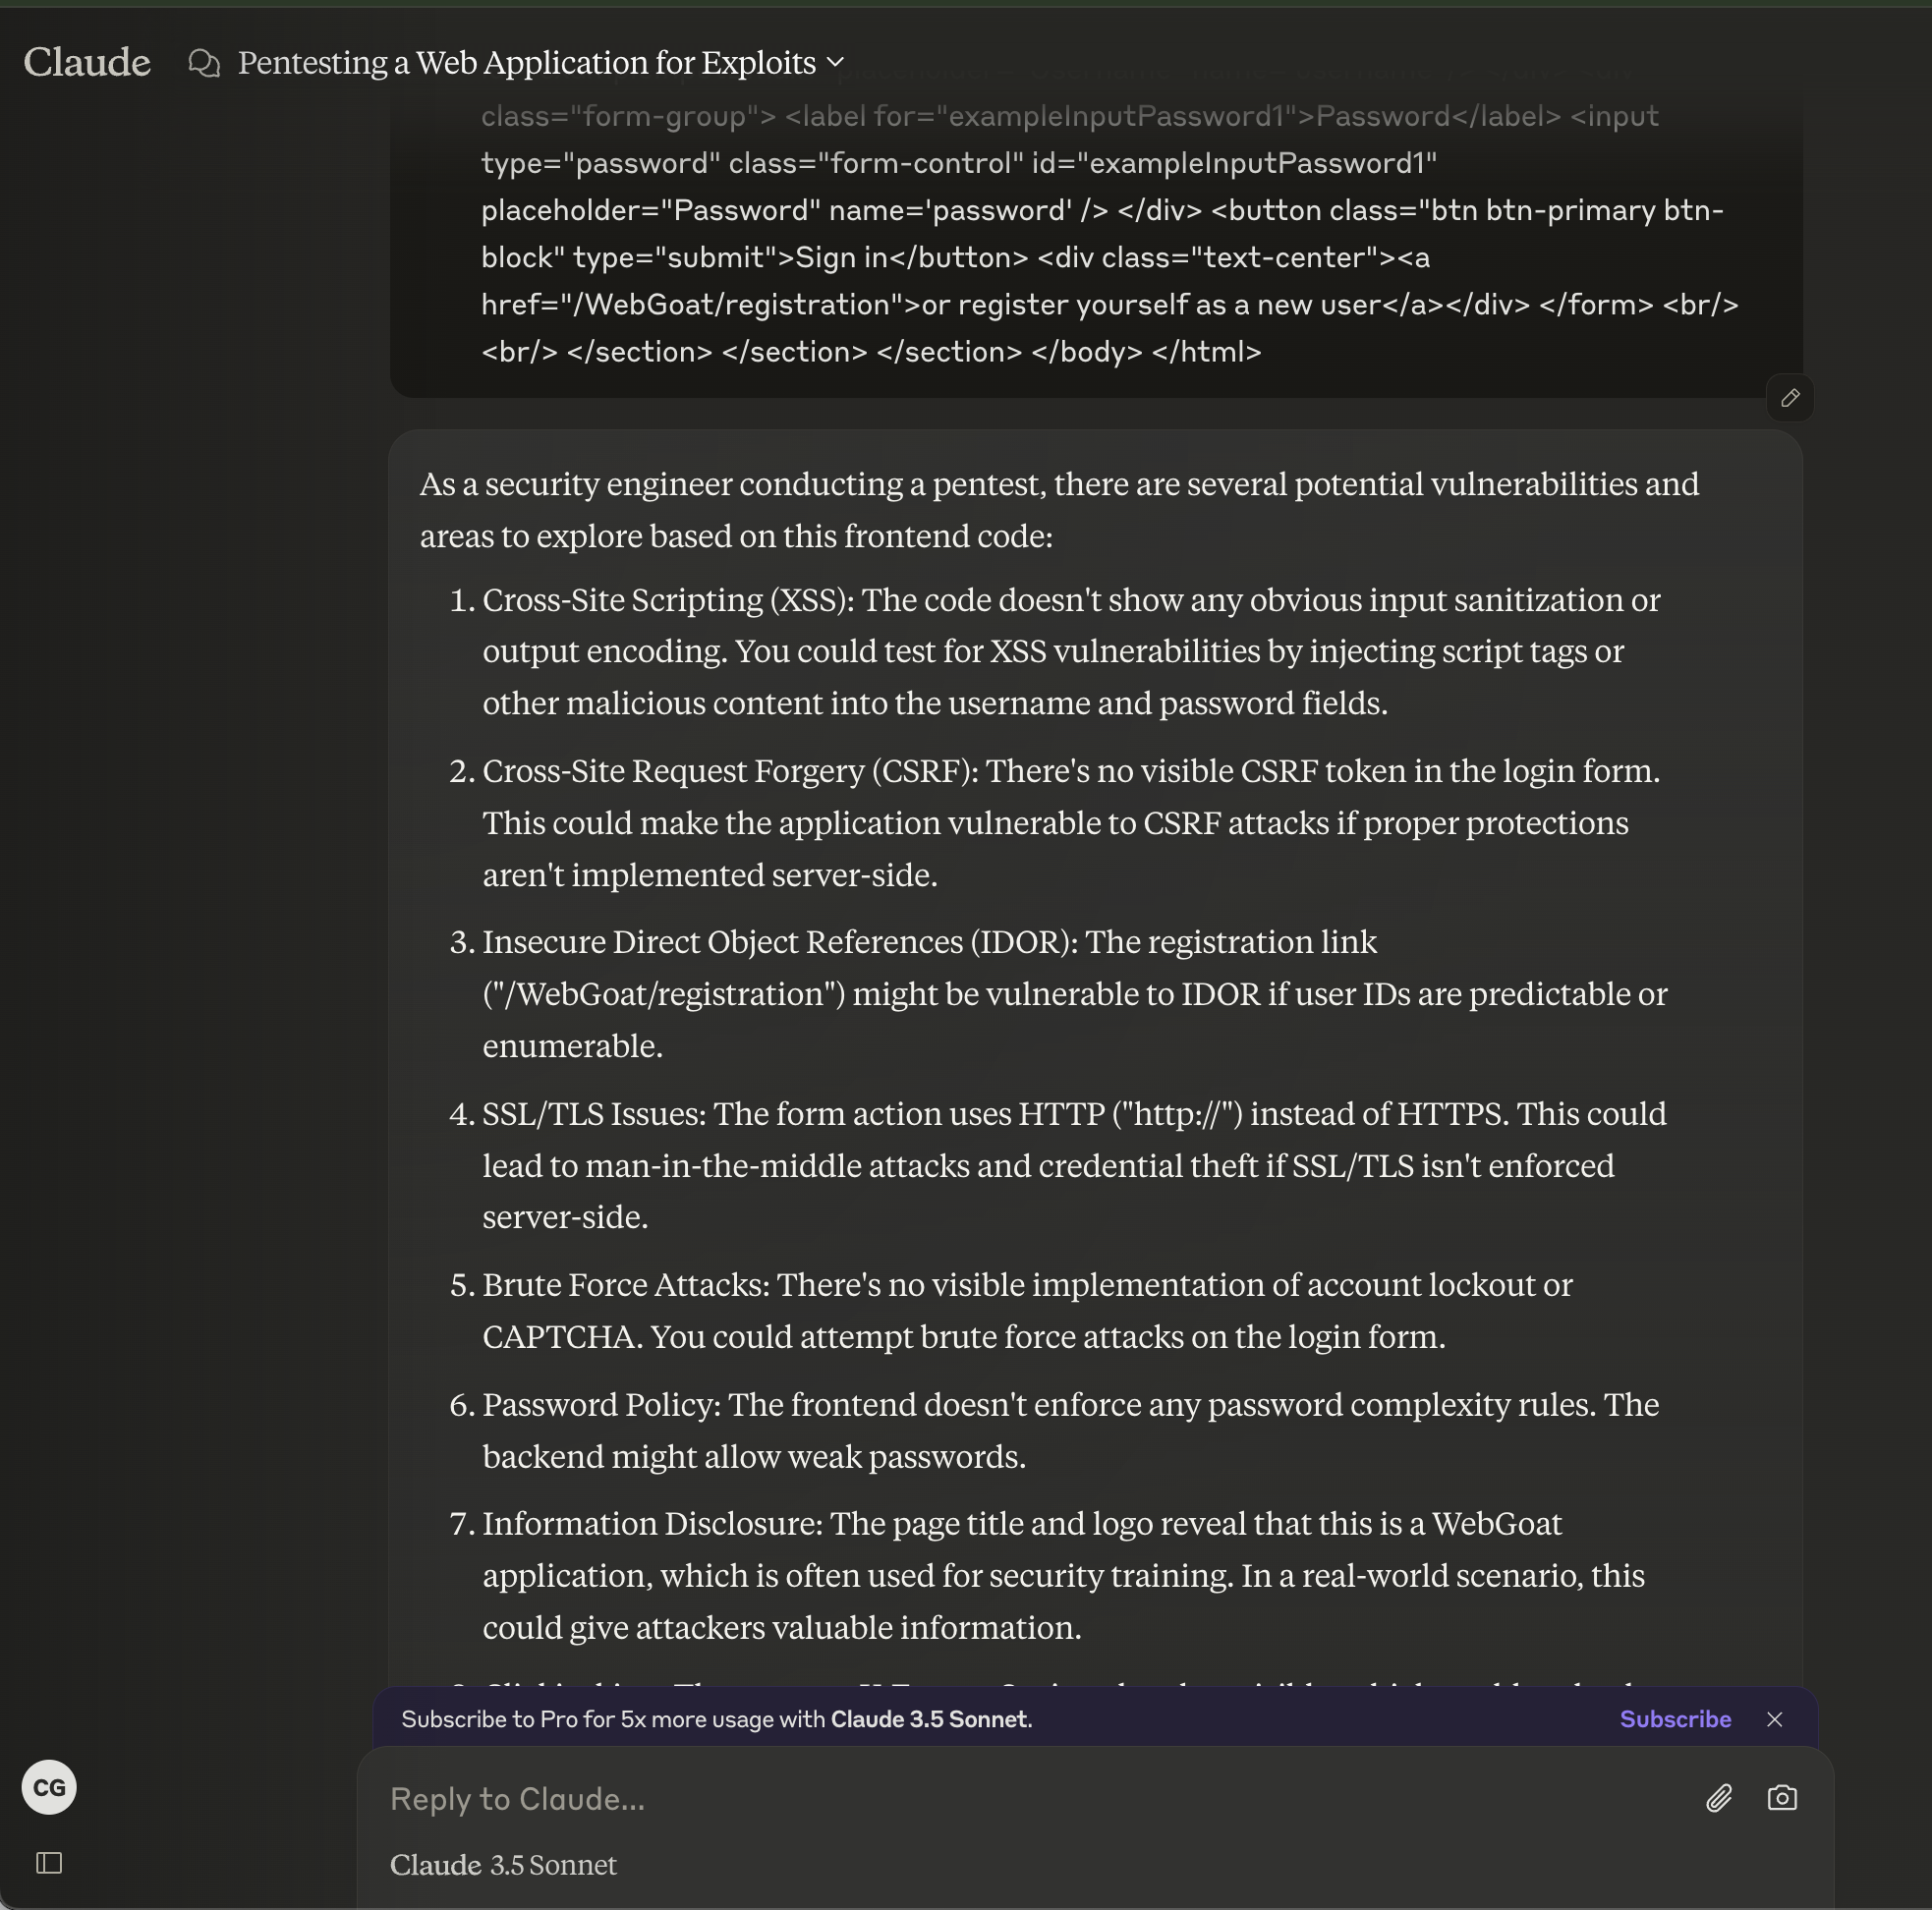 Claude
Pentesting a Web Application for Exploits
class="form-group"> <label for="exampleInputPassword1">Password</label> <input
type="password" class="form-control" id="exampleInputPassword1"
placeholder="Password" name='password' /> </div> <button class="btn btn-primary btn-
block" type="submit">Sign in</button> <div class="text-center"><a
href="/WebGoat/registration">or register yourself as a new user</a></div> </form> <br/>
<br/> </section> </section> </section> </body> </html>
As a security engineer conducting a pentest, there are several potential vulnerabilities and
areas to explore based on this frontend code:
1. Cross-Site Scripting (XSS): The code doesn't show any obvious input sanitization or
output encoding. You could test for XSS vulnerabilities by injecting script tags or
other malicious content into the username and password fields.
2. Cross-Site Request Forgery (CSRF): There's no visible CSRF token in the login form.
This could make the application vulnerable to CSRF attacks if proper protections
aren't implemented server-side.
3. Insecure Direct Object References (IDOR): The registration link
("/WebGoat/registration") might be vulnerable to IDOR if user IDs are predictable or
enumerable.
4. SSL/TLS Issues: The form action uses HTTP ("http://") instead of HTTPS. This could
lead to man-in-the-middle attacks and credential theft if SSL/TLS isn't enforced
server-side.
5. Brute Force Attacks: There's no visible implementation of account lockout or
CAPTCHA. You could attempt brute force attacks on the login form.
6. Password Policy: The frontend doesn't enforce any password complexity rules. The
backend might allow weak passwords.
7. Information Disclosure: The page title and logo reveal that this is a WebGoat
application, which is often used for security training. In a real-world scenario, this
could give attackers valuable information.
Subscribe to Pro for 5x more usage with Claude 3.5 Sonnet.
Subscribe
CG
Reply to Claude...
Claude 3.5 Sonnet